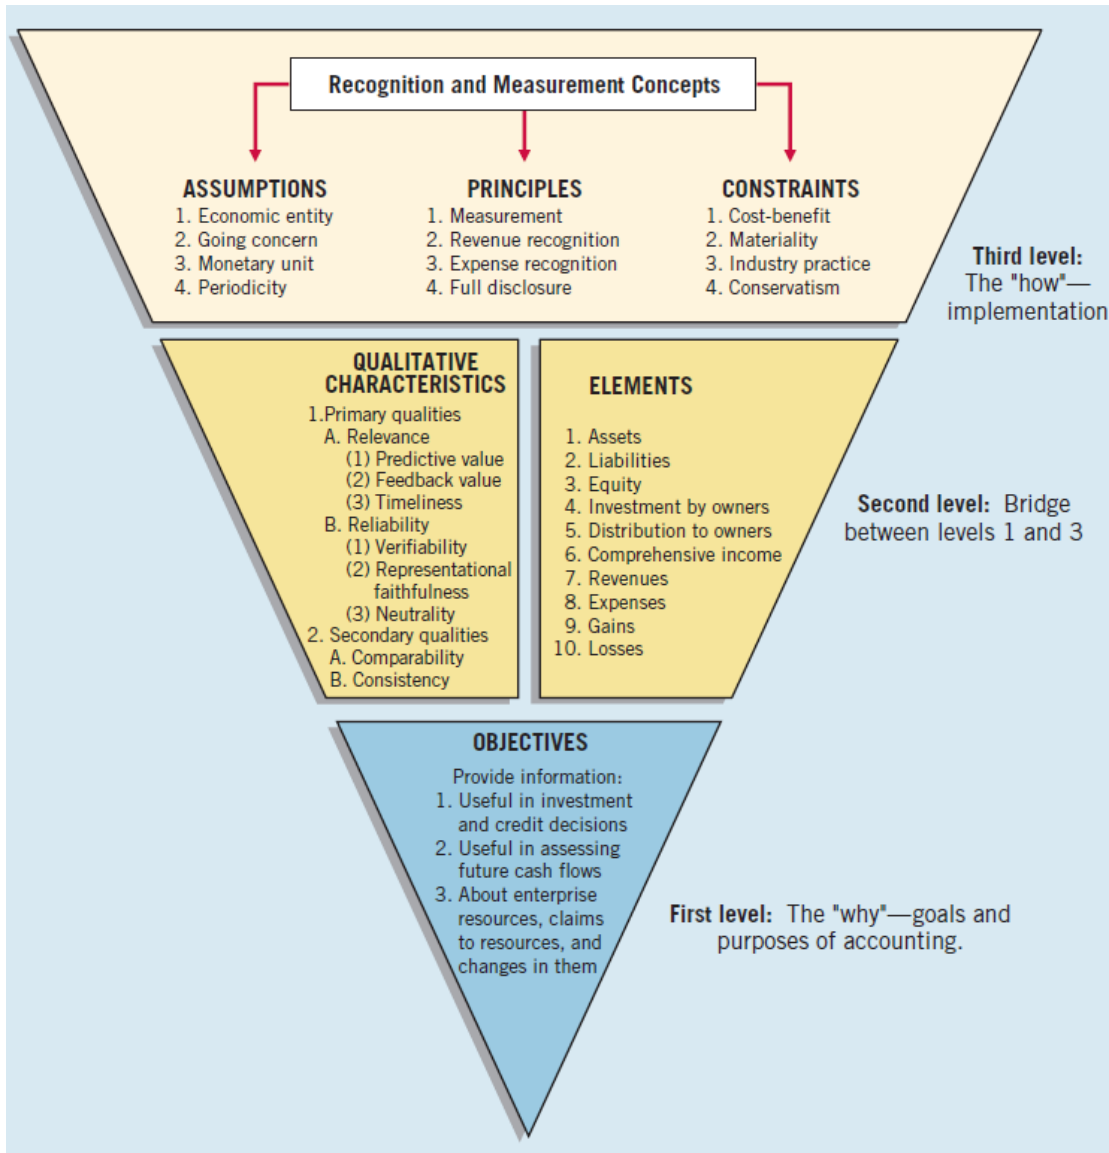 Recognition and Measurement Concepts
ASSUMPTIONS
1. Economic entity
2. Going concern
3. Monetary unit
4. Periodicity
PRINCIPLES
1. Measurement
2. Revenue recognition
3. Expense recognition
4. Full disclosure
CONSTRAINTS
1. Cost-benefit
2. Materiality
3. Industry practice
4. Conservatism
Third level:
The "how"—
implementation
QUALITATIVE
CHARACTERISTICS
1.Primary qualities
A. Relevance
(1) Predictive value
(2) Feedback value
(3) Timeliness
B. Reliability
(1) Verifiability
(2) Representational
faithfulness
(3) Neutrality
2. Secondary qualities
A. Comparability
B. Consistency
ELEMENTS
1. Assets
2. Liabilities
3. Equity
4. Investment by owners
5. Distribution to owners
6. Comprehensive income
7. Revenues
8. Expenses
9. Gains
10. Losses
Second level: Bridge
between levels 1 and 3
OBJECTIVES
Provide information:
1. Useful in investment
and credit decisions
2. Useful in assessing
future cash flows
3. About enterprise
resources, claims
to resources, and
changes in them
First level: The "why"—goals and
purposes of accounting.